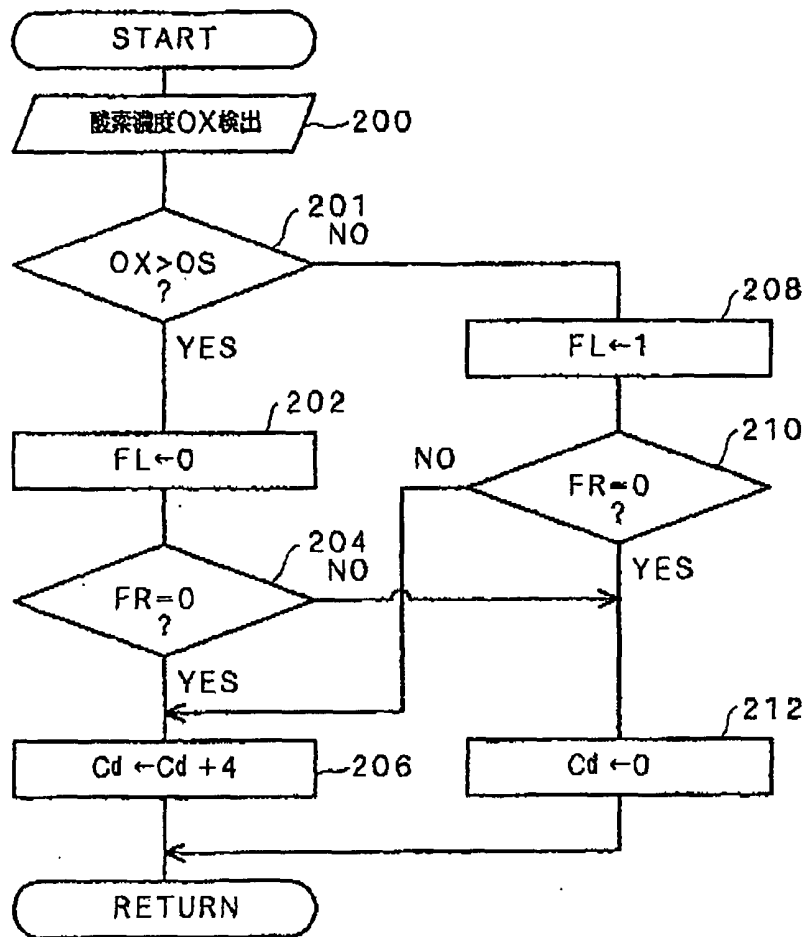 START
酸素濃度OX検出
200
201
NO
OX>OS
?
YES
208
FL←1
202
FL←0
210
NO
FR=0
?
YES
204
NO
FR=0
?
YES
206
Cd←Cd+4
212
Cd←0
RETURN